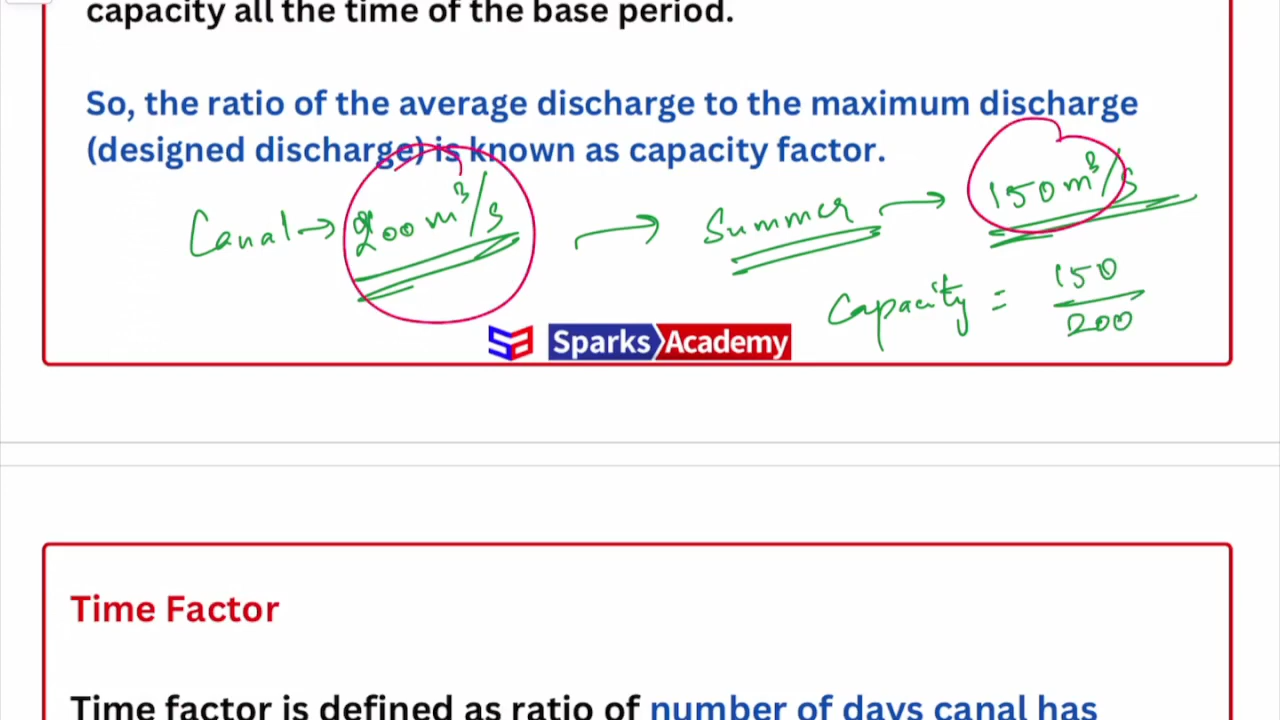 capacity all the time of the base period.
So, the ratio of the average discharge to the maximum discharge
(designed discharge) is known as capacity factor.
Canal → 200 m³/s → Summer → 150 m³/s
Capacity = 150
200
Sparks Academy
Time Factor
Time factor is defined as ratio of number of days canal has